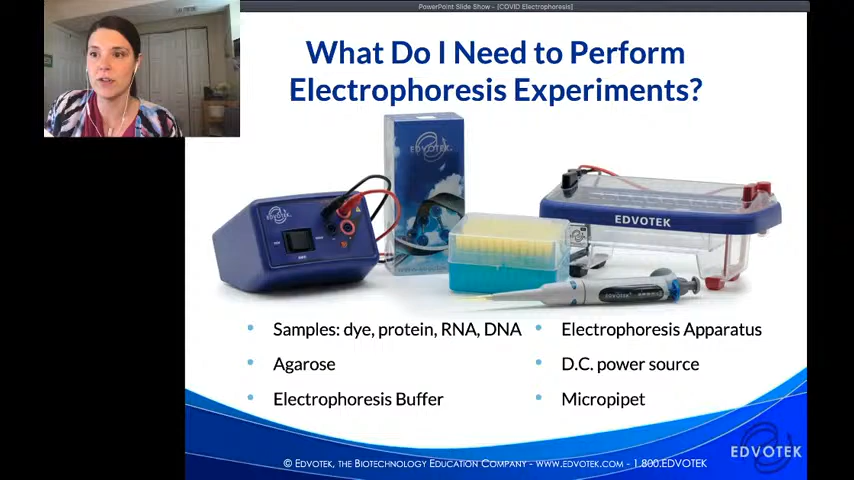 PowerPoint Slide Show - [COVID Electrophoresis]
What Do I Need to Perform
Electrophoresis Experiments?
EDVOTEK
EDVOTEK
EDVOTEK
EDVOTEK
• Samples: dye, protein, RNA, DNA
• Agarose
• Electrophoresis Buffer
• Electrophoresis Apparatus
• D.C. power source
• Micropipet
© EDVOTEK, THE BIOTECHNOLOGY EDUCATION COMPANY - WWW.EDVOTEK.COM - 1.800.EDVOTEK
EDVOTEK